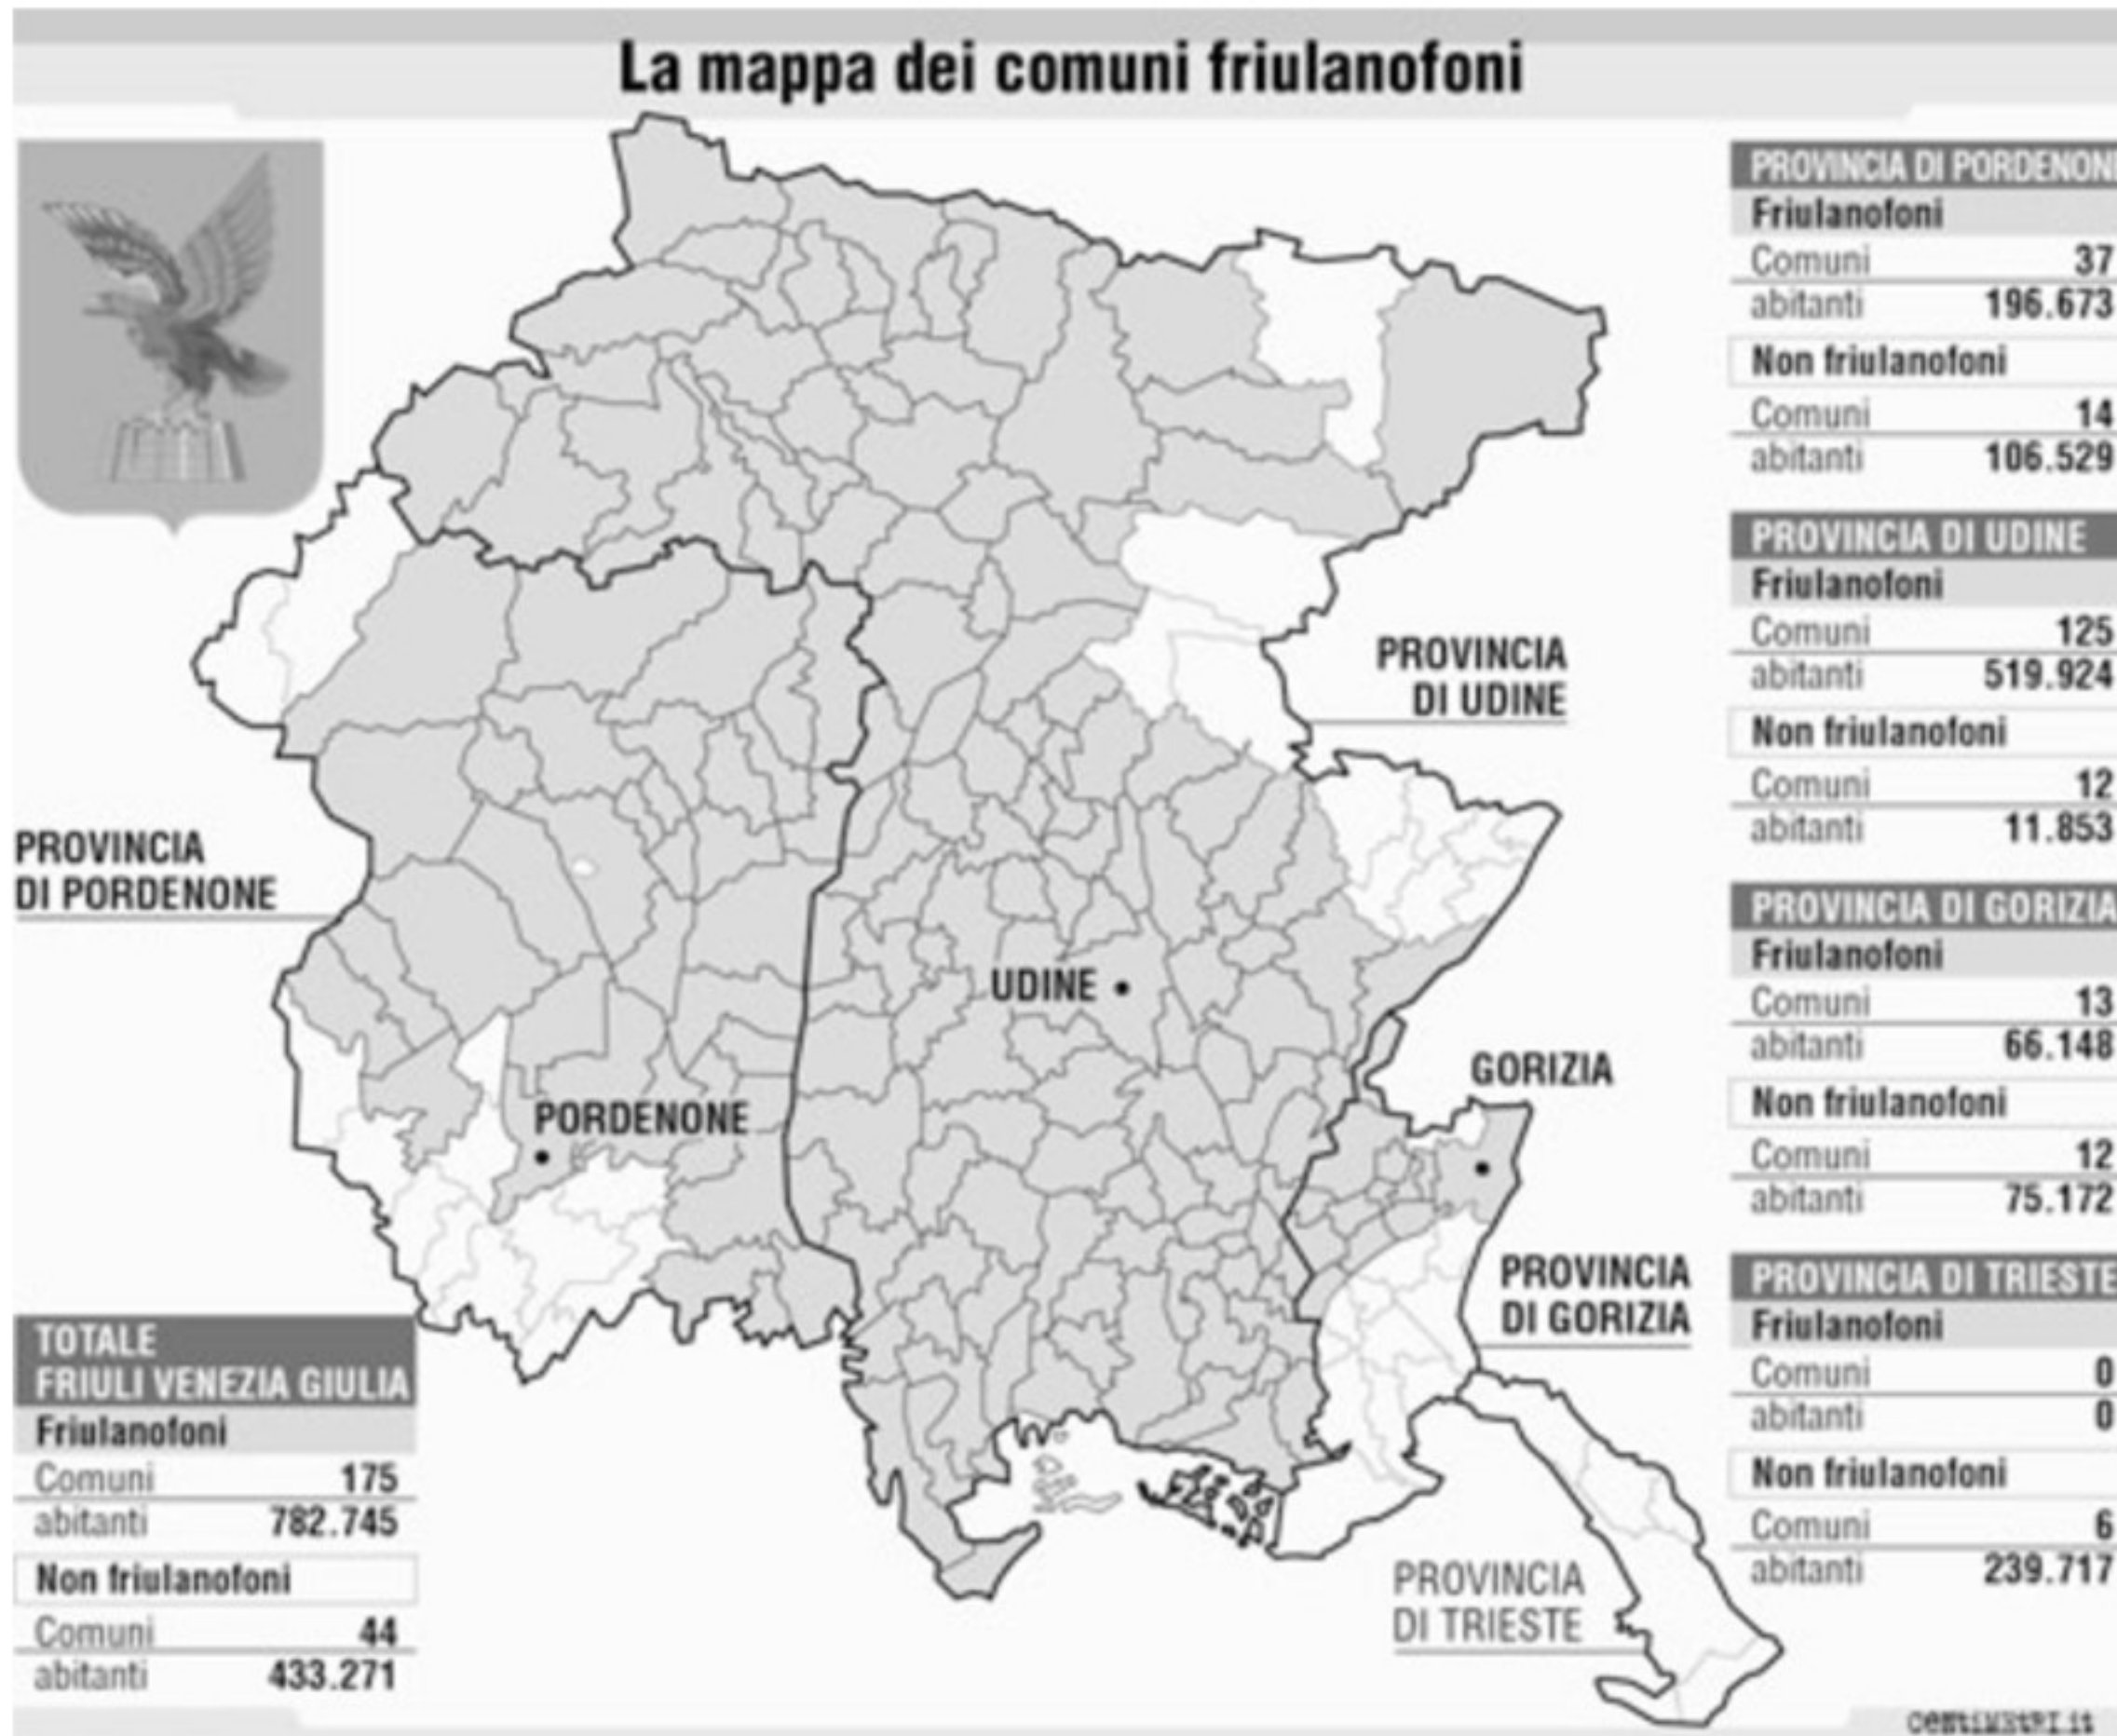 La mappa dei comuni friulanofoni
PROVINCIA DI PORDENONE
Friulanofoni
Comuni 37
abitanti 196.673
Non friulanofoni
Comuni 14
abitanti 106.529
PROVINCIA DI UDINE
Friulanofoni
Comuni 125
abitanti 519.924
Non friulanofoni
Comuni 12
abitanti 11.853
PROVINCIA DI GORIZIA
Friulanofoni
Comuni 13
abitanti 66.148
Non friulanofoni
Comuni 12
abitanti 75.172
PROVINCIA DI TRIESTE
Friulanofoni
Comuni 0
abitanti 0
Non friulanofoni
Comuni 6
abitanti 239.717
PROVINCIA
DI UDINE
PROVINCIA
DI PORDENONE
UDINE
GORIZIA
PORDENONE
PROVINCIA
DI GORIZIA
PROVINCIA
DI TRIESTE
TOTALE
FRIULI VENEZIA GIULIA
Friulanofoni
Comuni 175
abitanti 782.745
Non friulanofoni
Comuni 44
abitanti 433.271
centimetri.it